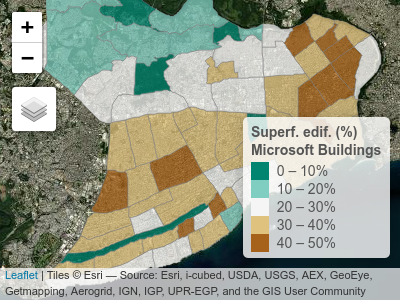 +
−
Superf. edif. (%)
Microsoft Buildings
0 – 10%
10 – 20%
20 – 30%
30 – 40%
40 – 50%
Leaflet | Tiles © Esri — Source: Esri, i-cubed, USDA, USGS, AEX, GeoEye,
Getmapping, Aerogrid, IGN, IGP, UPR-EGP, and the GIS User Community